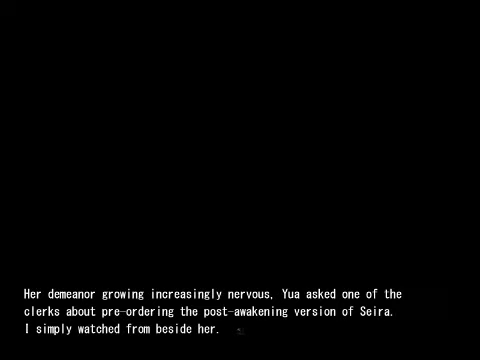 Her demeanor growing increasingly nervous, Yua asked one of the
clerks about pre-ordering the post-awakening version of Seira.
I simply watched from beside her.